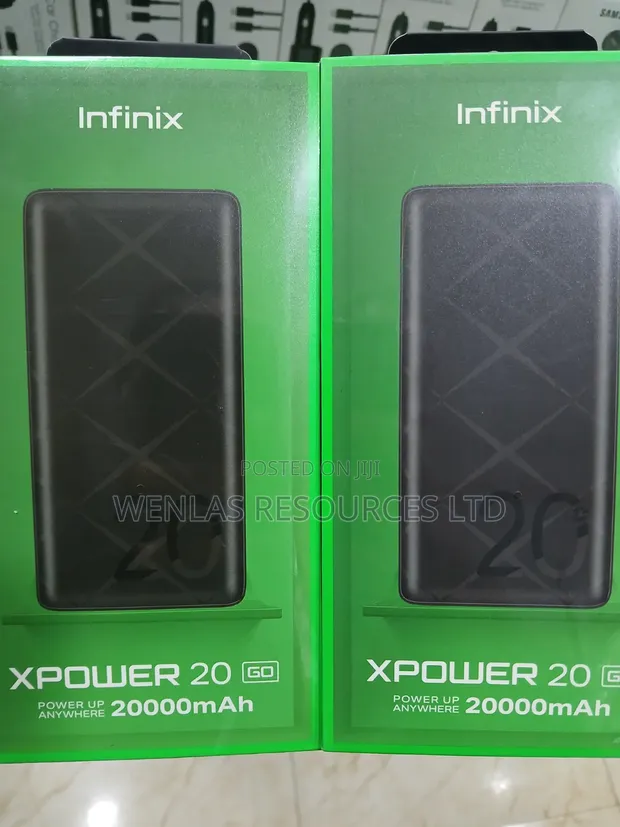 SAMSUNG
Infinix
20
XPOWER 20 GO
POWER UP
ANYWHERE 20000mAh
Infinix
20
XPOWER 20 G
POWER UP
ANYWHERE 20000mAh
POSTED ON JIJI
WENLAS RESOURCES LTD